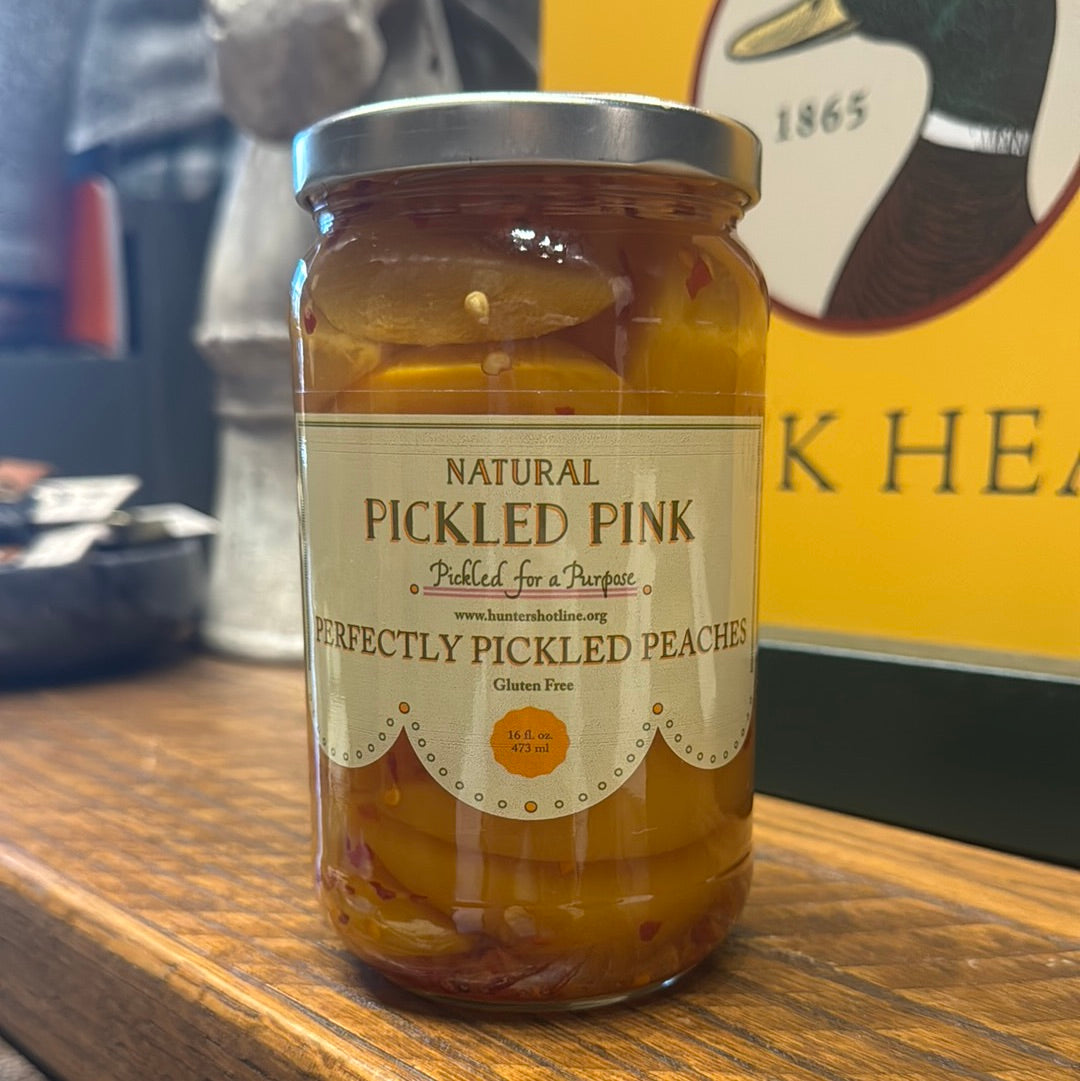 1865
K HEA
NATURAL
PICKLED PINK
Pickled for a Purpose
www.huntershotline.org
PERFECTLY PICKLED PEACHES
Gluten Free
16 fl. oz.
473 ml